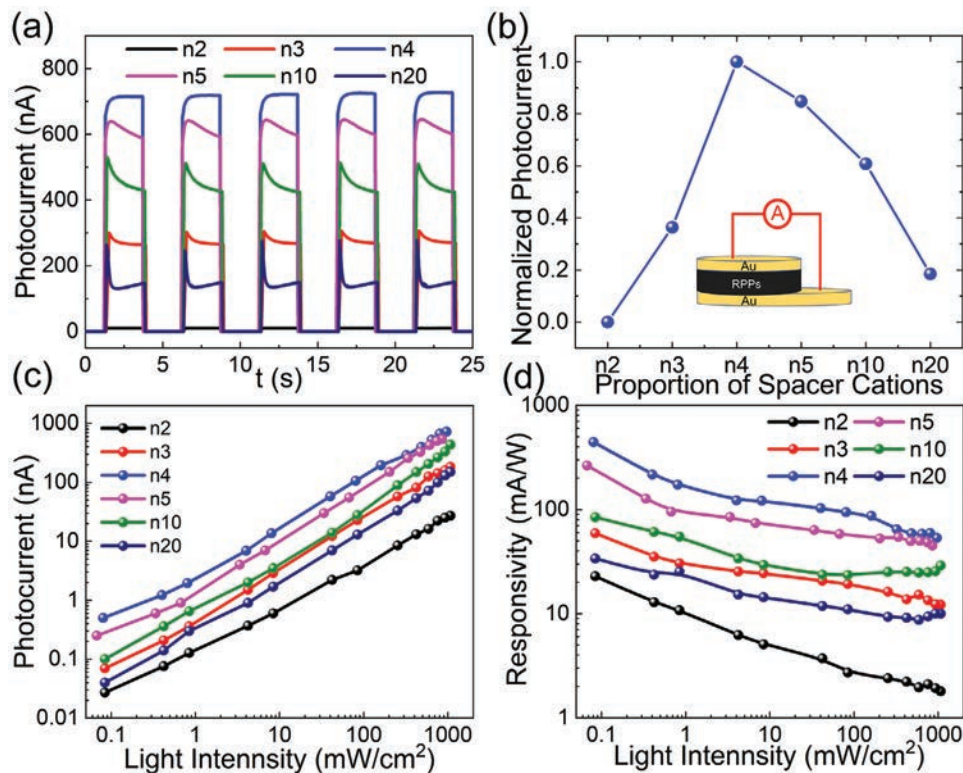 (a)
n2 n3 n4
n5 n10 n20
Photocurrent (nA)
800
600
400
200
0
0 5 10 15 20 25
t (s)
(b)
Normalized Photocurrent
1.0
0.8
0.6
0.4
0.2
0.0
A
Au
RPPs
Au
n2 n3 n4 n5 n10 n20
Proportion of Spacer Cations
(c)
n2
n3
n4
n5
n10
n20
Photocurrent (nA)
1000
100
10
1
0.1
0.01
0.1 1 10 100 1000
Light Intennsity (mW/cm²)
(d)
n2 n5
n3 n10
n4 n20
Responsivity (mA/W)
1000
100
10
1
0.1 1 10 100 1000
Light Intennsity (mW/cm²)